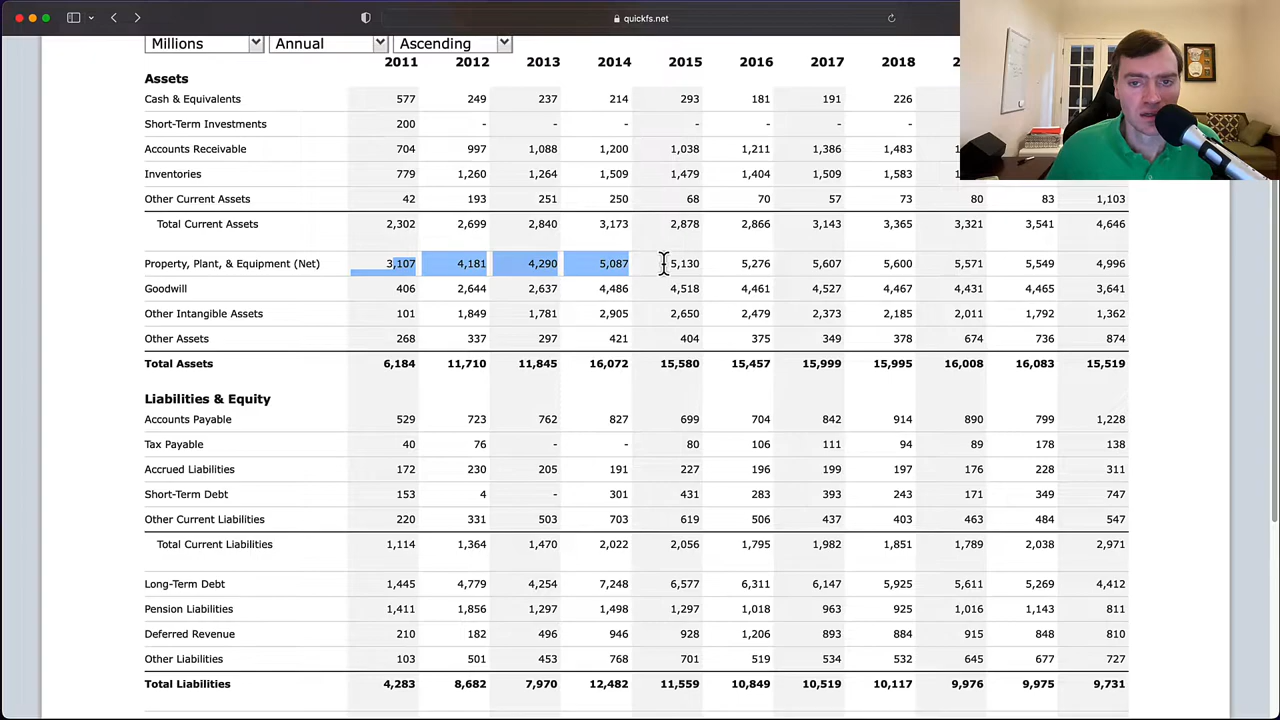 quickfs.net
Millions Annual Ascending
2011 2012 2013 2014 2015 2016 2017 2018
Assets
Cash & Equivalents 577 249 237 214 293 181 191 226
Short-Term Investments 200 - - - - - - -
Accounts Receivable 704 997 1,088 1,200 1,038 1,211 1,386 1,483
Inventories 779 1,260 1,264 1,509 1,479 1,404 1,509 1,583
Other Current Assets 42 193 251 250 68 70 57 73 80 83 1,103
Total Current Assets 2,302 2,699 2,840 3,173 2,878 2,866 3,143 3,365 3,321 3,541 4,646
Property, Plant, & Equipment (Net) 3,107 4,181 4,290 5,087 5,130 5,276 5,607 5,600 5,571 5,549 4,996
Goodwill 406 2,644 2,637 4,486 4,518 4,461 4,527 4,467 4,431 4,465 3,641
Other Intangible Assets 101 1,849 1,781 2,905 2,650 2,479 2,373 2,185 2,011 1,792 1,362
Other Assets 268 337 297 421 404 375 349 378 674 736 874
Total Assets 6,184 11,710 11,845 16,072 15,580 15,457 15,999 15,995 16,008 16,083 15,519
Liabilities & Equity
Accounts Payable 529 723 762 827 699 704 842 914 890 799 1,228
Tax Payable 40 76 - - 80 106 111 94 89 178 138
Accrued Liabilities 172 230 205 191 227 196 199 197 176 228 311
Short-Term Debt 153 4 - 301 431 283 393 243 171 349 747
Other Current Liabilities 220 331 503 703 619 506 437 403 463 484 547
Total Current Liabilities 1,114 1,364 1,470 2,022 2,056 1,795 1,982 1,851 1,789 2,038 2,971
Long-Term Debt 1,445 4,779 4,254 7,248 6,577 6,311 6,147 5,925 5,611 5,269 4,412
Pension Liabilities 1,411 1,856 1,297 1,498 1,297 1,018 963 925 1,016 1,143 811
Deferred Revenue 210 182 496 946 928 1,206 893 884 915 848 810
Other Liabilities 103 501 453 768 701 519 534 532 645 677 727
Total Liabilities 4,283 8,682 7,970 12,482 11,559 10,849 10,519 10,117 9,976 9,975 9,731